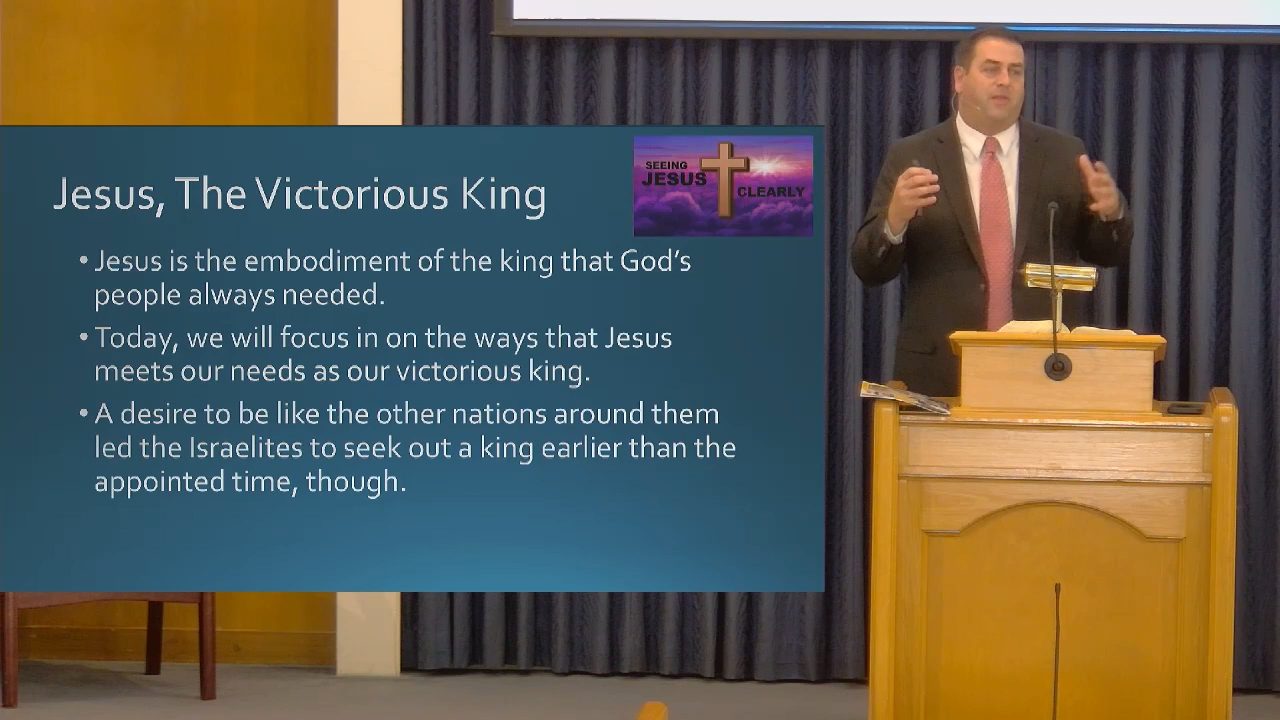 Jesus, The Victorious King
SEEING
JESUS
CLEARLY
• Jesus is the embodiment of the king that God's
people always needed.
• Today, we will focus in on the ways that Jesus
meets our needs as our victorious king.
• A desire to be like the other nations around them
led the Israelites to seek out a king earlier than the
appointed time, though.